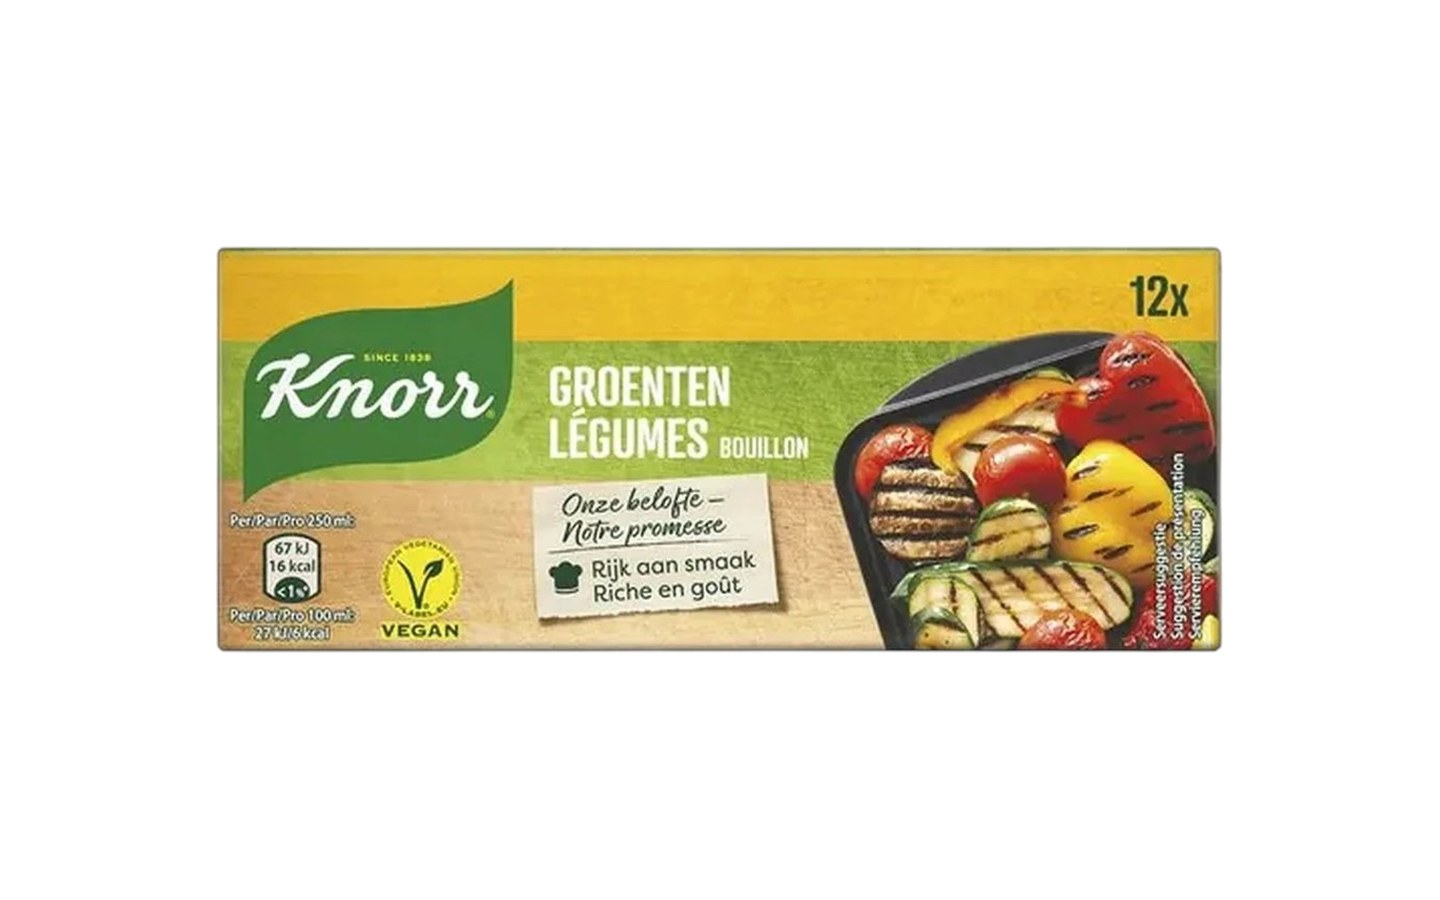 12x
SINCE 1838
Knorr
GROENTEN
LÉGUMES BOUILLON
Onze belofte –
Notre promesse
Rijk aan smaak
Riche en goût
Per/Par/Pro 250 ml:
67 kJ
16 kcal
<1%
Per/Par/Pro 100 ml:
27 kJ/6 kcal
VEGAN
Serveersuggestie
Suggestion de présentation
Serviervorschlag